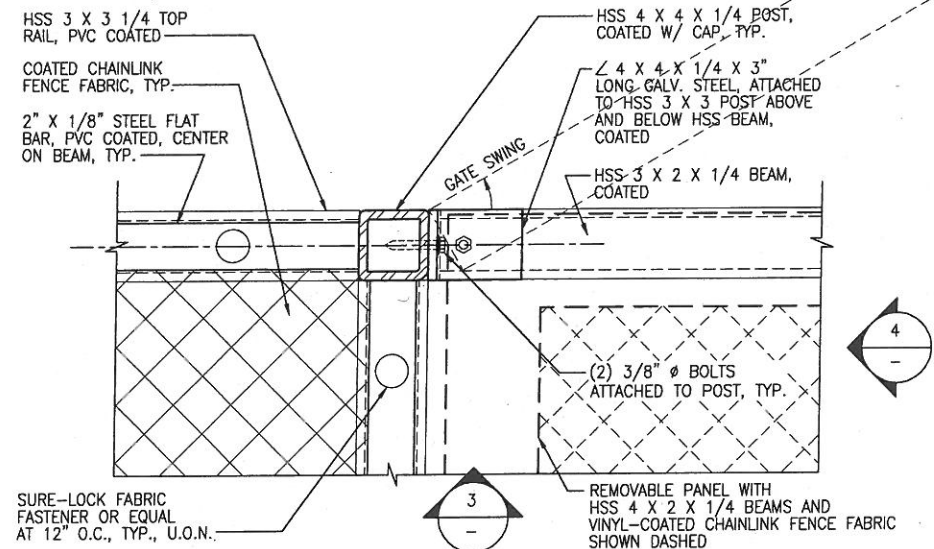 HSS 3 X 3 1/4 TOP
RAIL, PVC COATED
COATED CHAINLINK
FENCE FABRIC, TYP.
2" X 1/8" STEEL FLAT
BAR, PVC COATED, CENTER
ON BEAM, TYP.
HSS 4 X 4 X 1/4 POST,
COATED W/ CAP, TYP.
∠ 4 X 4 X 1/4 X 3"
LONG GALV. STEEL, ATTACHED
TO HSS 3 X 3 POST ABOVE
AND BELOW HSS BEAM,
COATED
GATE SWING
HSS 3 X 2 X 1/4 BEAM,
COATED
4
-
(2) 3/8" ø BOLTS
ATTACHED TO POST, TYP.
SURE-LOCK FABRIC
FASTENER OR EQUAL
AT 12" O.C., TYP., U.O.N.
3
-
REMOVABLE PANEL WITH
HSS 4 X 2 X 1/4 BEAMS AND
VINYL-COATED CHAINLINK FENCE FABRIC
SHOWN DASHED